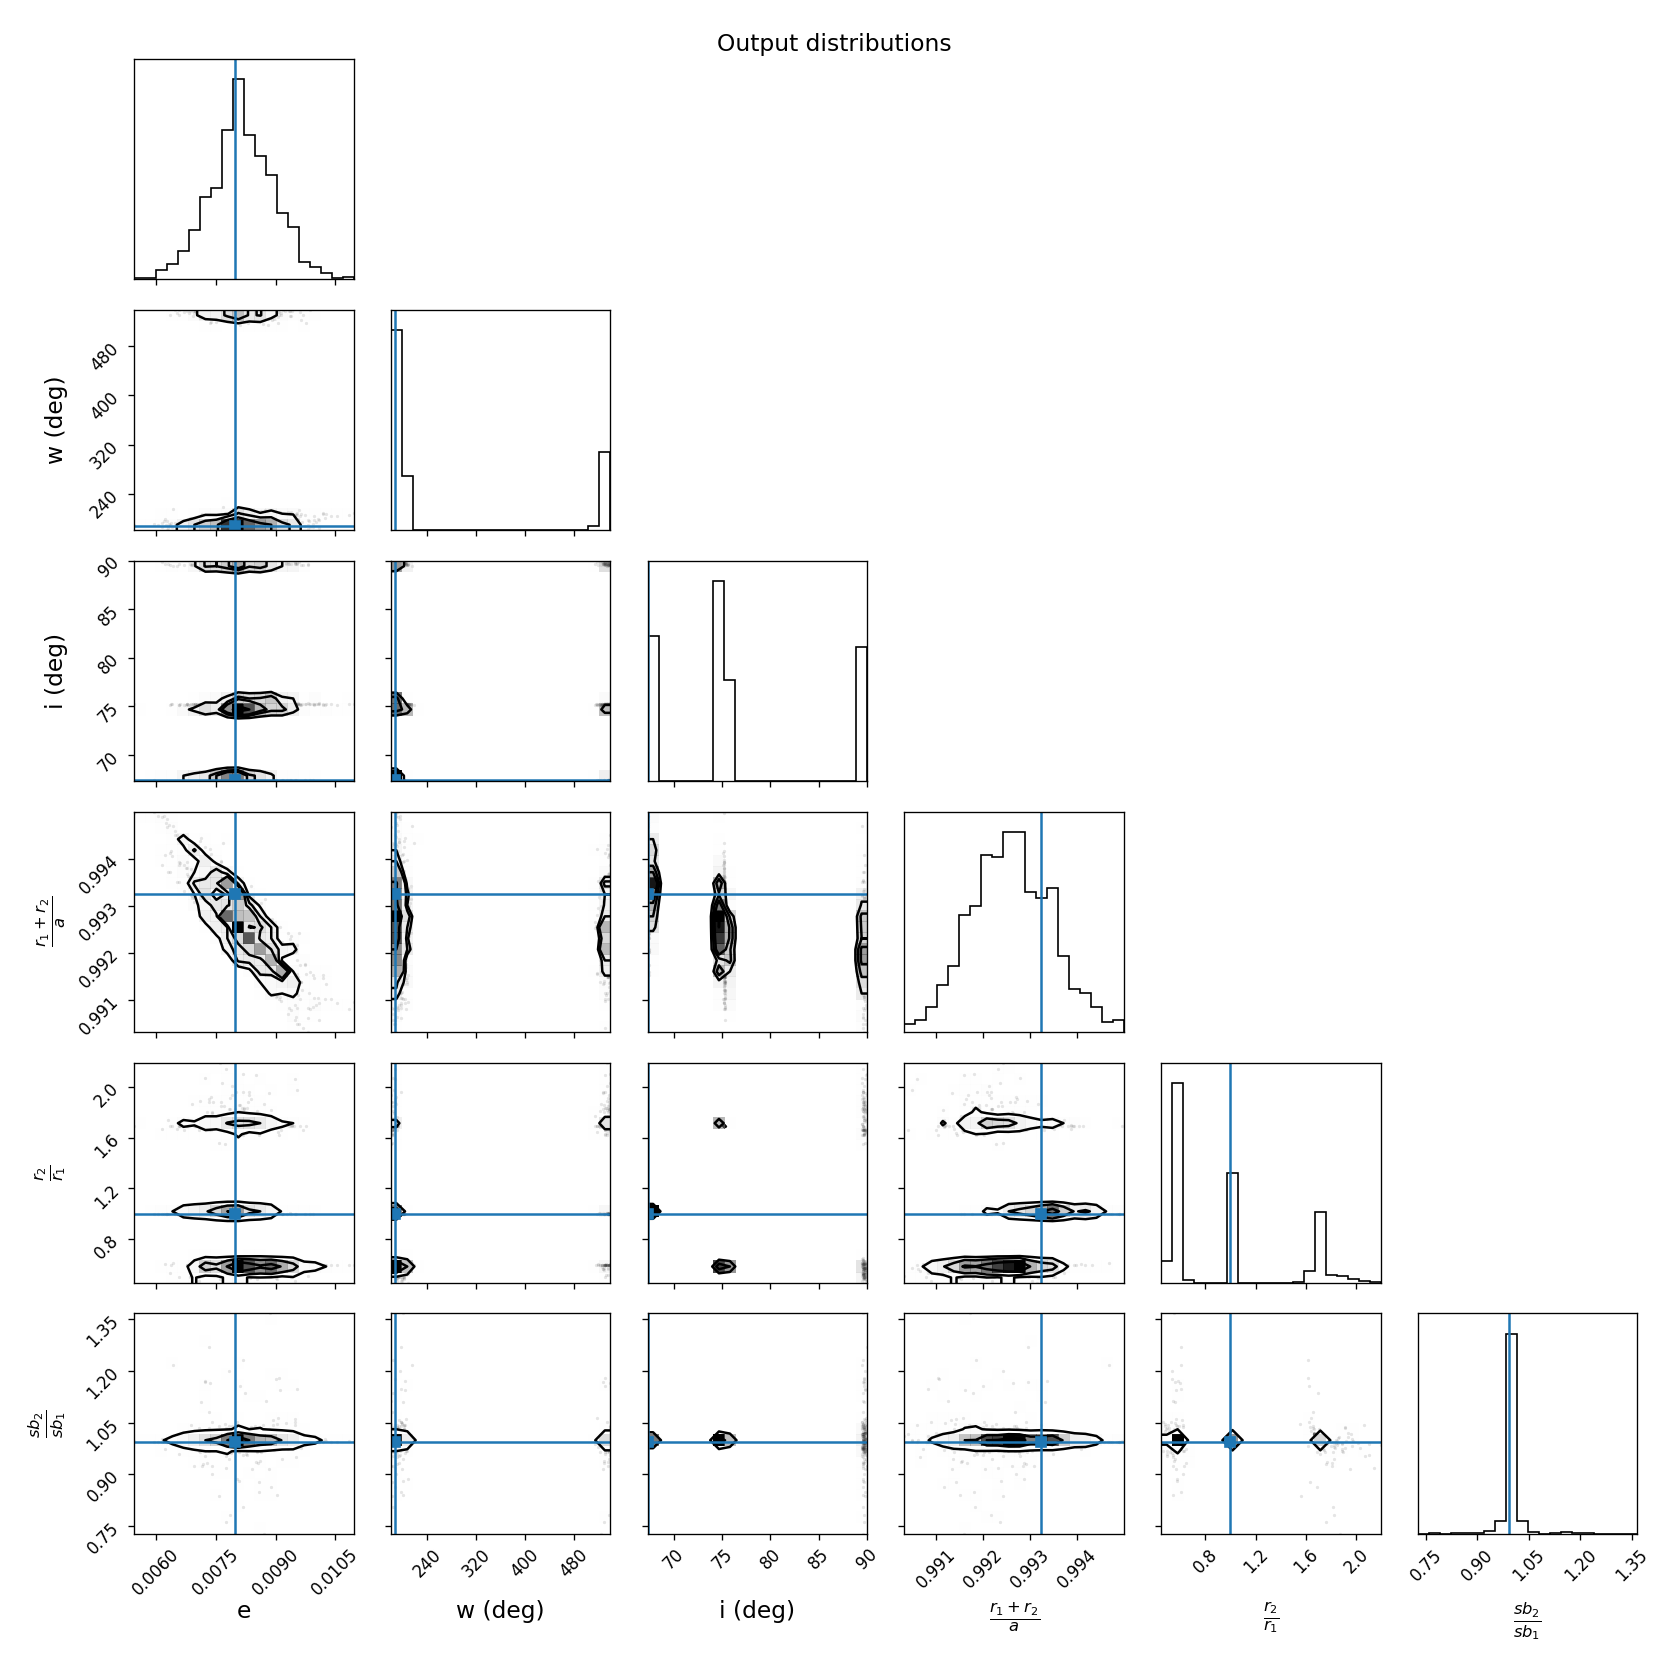 Output distributions
480
400
320
240
w (deg)
90
85
80
75
70
i (deg)
0.994
0.993
0.992
0.991
r1 + r2
a
2.0
1.6
1.2
0.8
r2
r1
1.35
1.20
1.05
0.90
0.75
sb2
sb1
0.0060 0.0075 0.0090 0.0105 240 320 400 480 70 75 80 85 90 0.991 0.992 0.993 0.994 0.8 1.2 1.6 2.0 0.75 0.90 1.05 1.20 1.35
e w (deg) i (deg)
r1 + r2
a
r2
r1
sb2
sb1